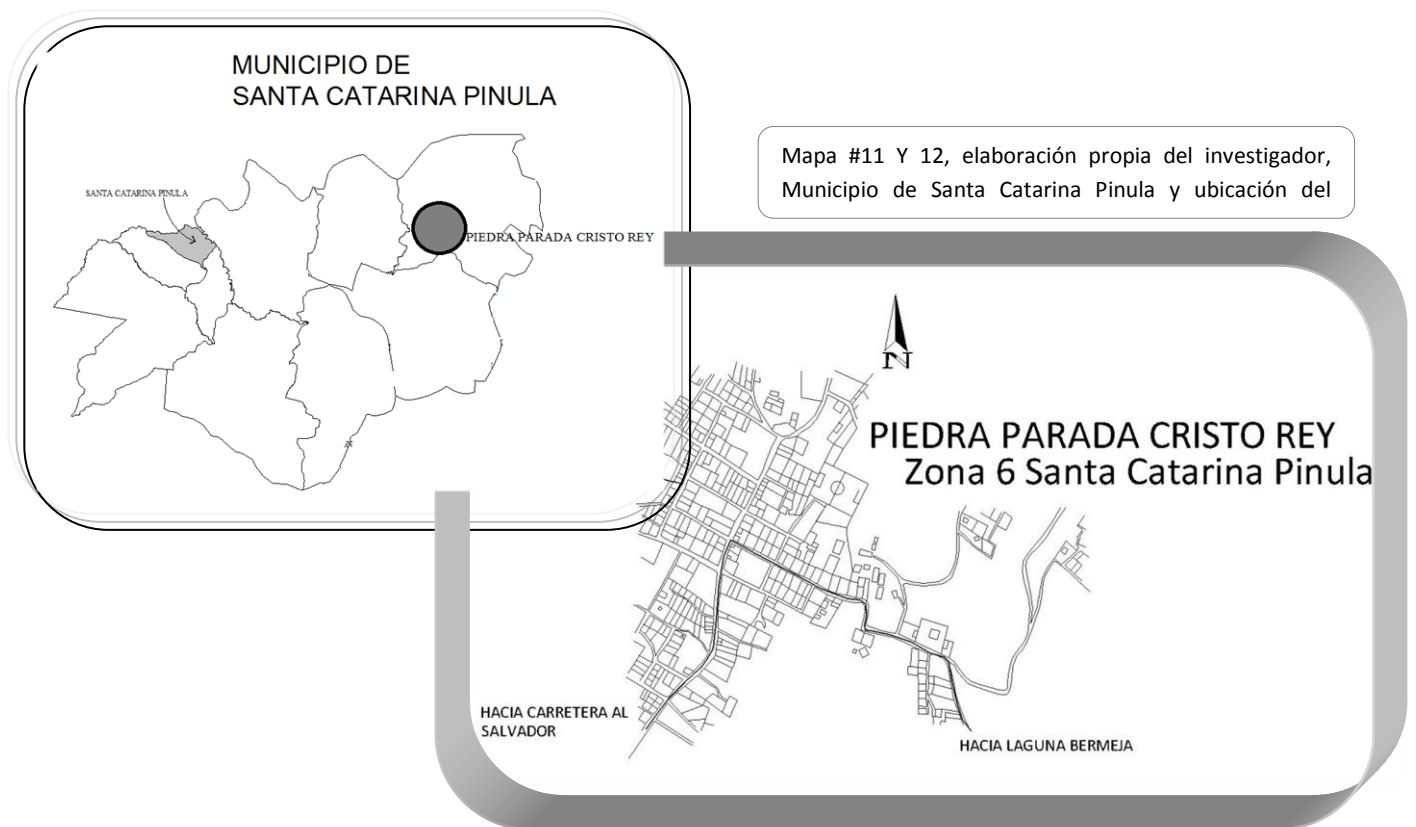 MUNICIPIO DE
SANTA CATARINA PINULA
SANTA CATARINA PINULA
PIEDRA PARADA CRISTO REY
Mapa #11 Y 12, elaboración propia del investigador,
Municipio de Santa Catarina Pinula y ubicación del
N
PIEDRA PARADA CRISTO REY
Zona 6 Santa Catarina Pinula
HACIA CARRETERA AL
SALVADOR
HACIA LAGUNA BERMEJA